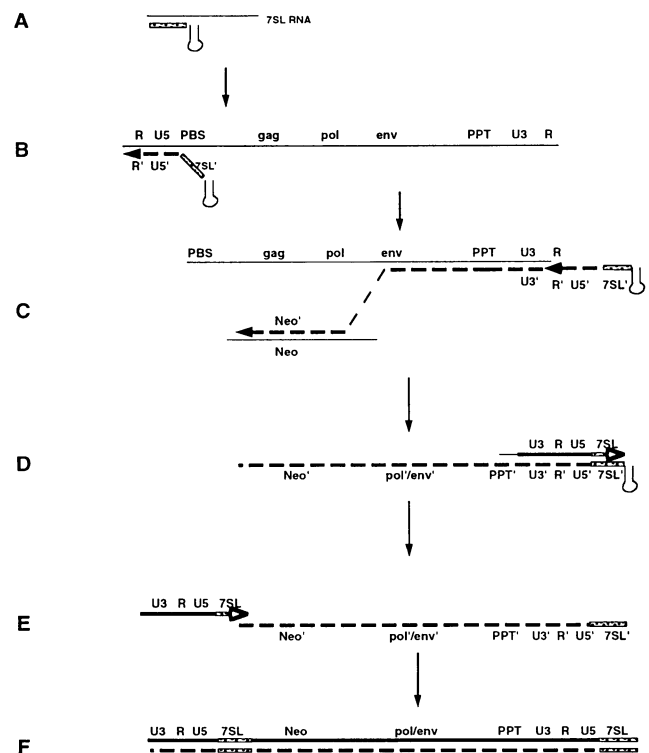 A
7SL RNA
B
R U5 PBS gag pol env PPT U3 R
R' U5' 7SL'
C
PBS gag pol env PPT U3 R
U3' R' U5' 7SL'
Neo'
Neo
D
U3 R U5 7SL
Neo' pol'/env' PPT' U3' R' U5' 7SL'
E
U3 R U5 7SL
Neo' pol'/env' PPT' U3' R' U5' 7SL'
F
U3 R U5 7SL Neo pol/env PPT U3 R U5 7SL